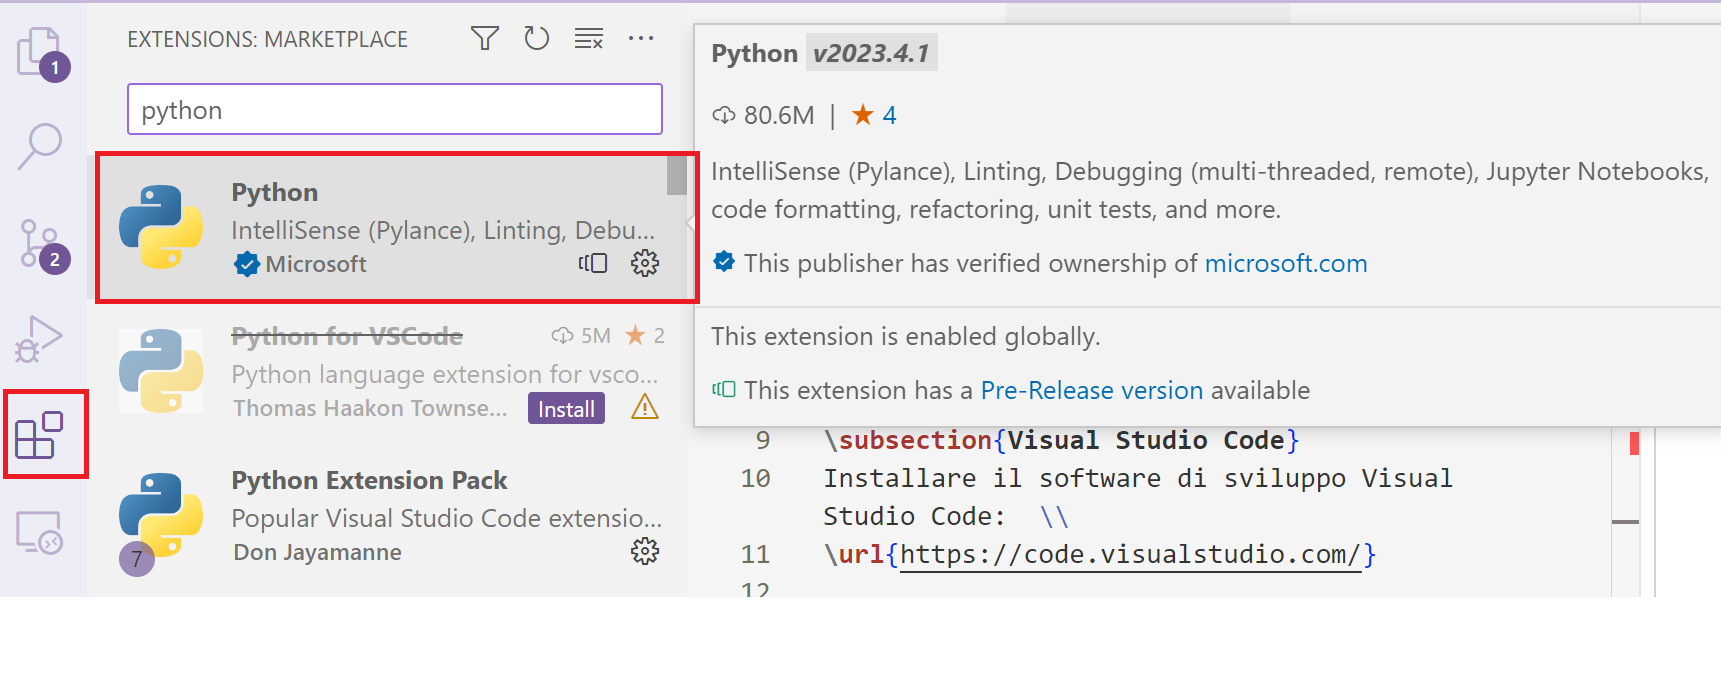 1
2
EXTENSIONS: MARKETPLACE
python
Python
IntelliSense (Pylance), Linting, Debu...
Microsoft
Python for VSCode 5M ★ 2
Python language extension for vsco...
Thomas Haakon Townse... Install
Python Extension Pack
Popular Visual Studio Code extensio...
Don Jayamanne
7
Python v2023.4.1
80.6M | ★ 4
IntelliSense (Pylance), Linting, Debugging (multi-threaded, remote), Jupyter Notebooks,
code formatting, refactoring, unit tests, and more.
This publisher has verified ownership of microsoft.com
This extension is enabled globally.
This extension has a Pre-Release version available
9 \subsection{Visual Studio Code}
10 Installare il software di sviluppo Visual
Studio Code: \\
11 \url{https://code.visualstudio.com/}
12